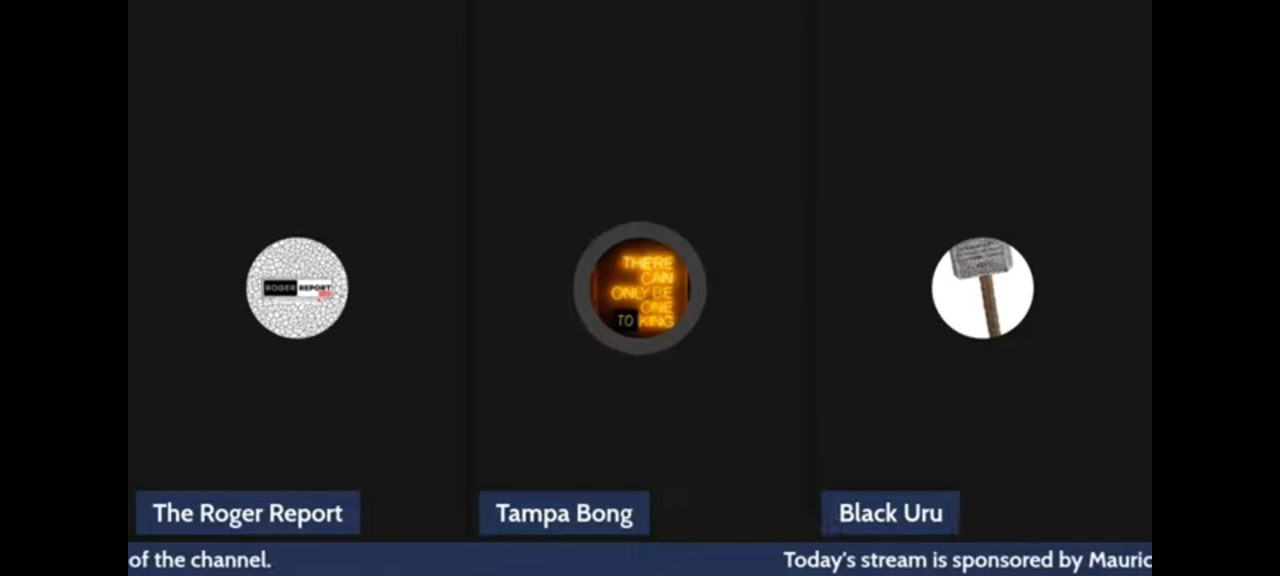 ROGER REPORT
THERE
CAN
ONLY BE
ONE
TO KING
The Roger Report
Tampa Bong
Black Uru
of the channel.
Today's stream is sponsored by Mauric